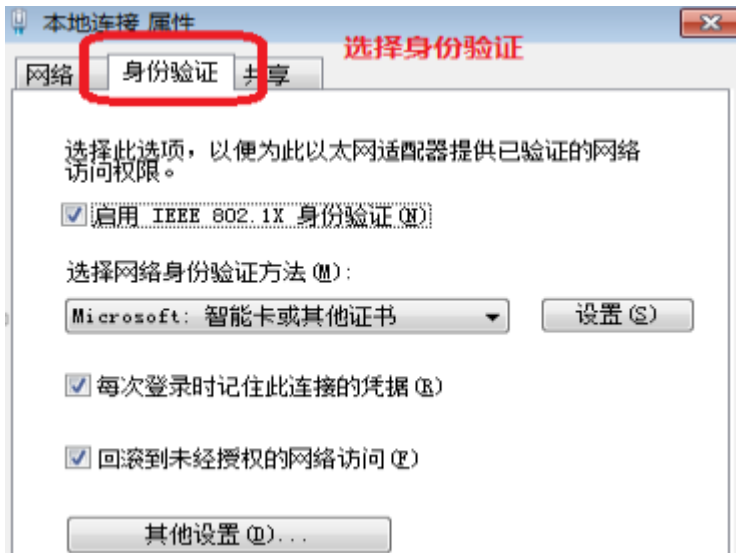 本地连接 属性
选择身份验证
网络 身份验证 共享
选择此选项，以便为此以太网适配器提供已验证的网络
访问权限。
启用 IEEE 802.1X 身份验证(N)
选择网络身份验证方法(M):
Microsoft: 智能卡或其他证书 设置(S)
每次登录时记住此连接的凭据(R)
回滚到未经授权的网络访问(F)
其他设置(D)...